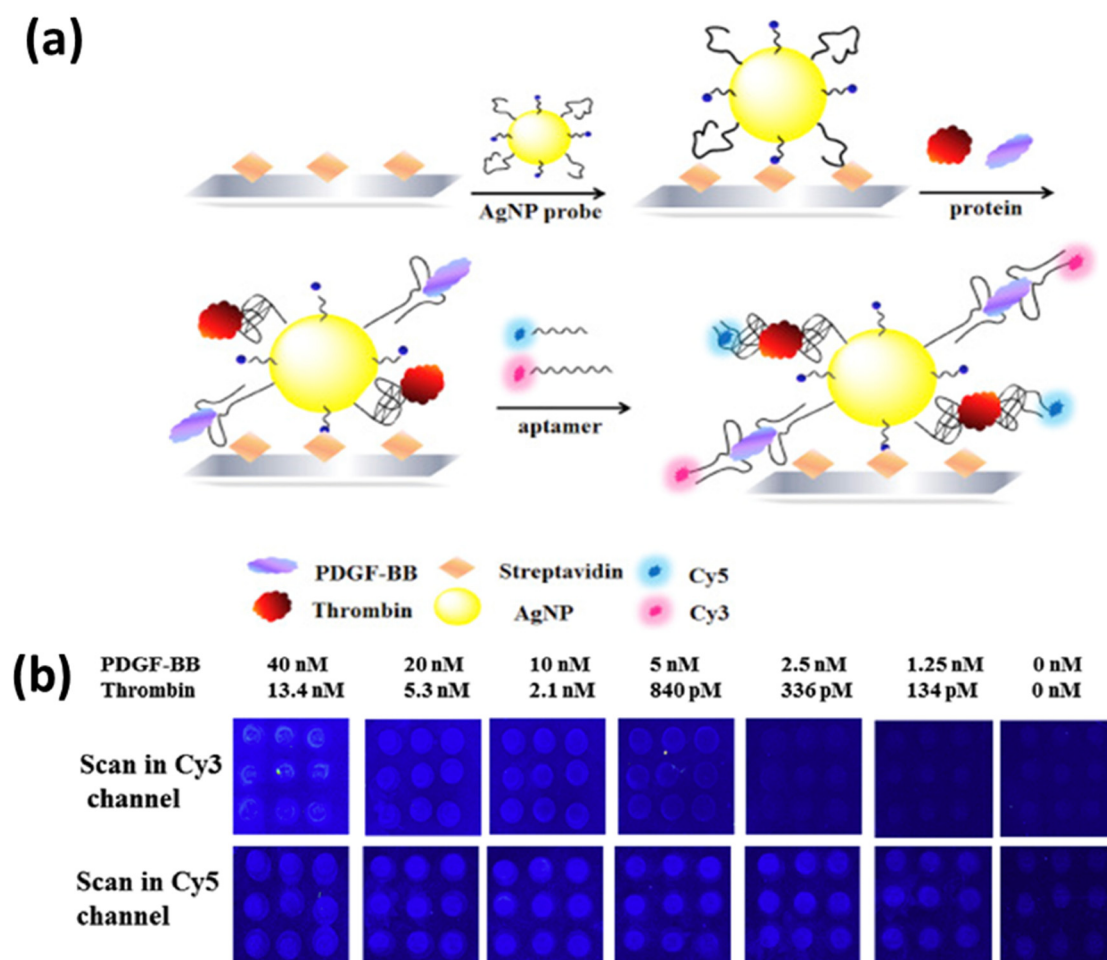 (a)
AgNP probe
protein
aptamer
PDGF-BB
Streptavidin
Cy5
Thrombin
AgNP
Cy3
(b)
PDGF-BB 40 nM 20 nM 10 nM 5 nM 2.5 nM 1.25 nM 0 nM
Thrombin 13.4 nM 5.3 nM 2.1 nM 840 pM 336 pM 134 pM 0 nM
Scan in Cy3
channel
Scan in Cy5
channel